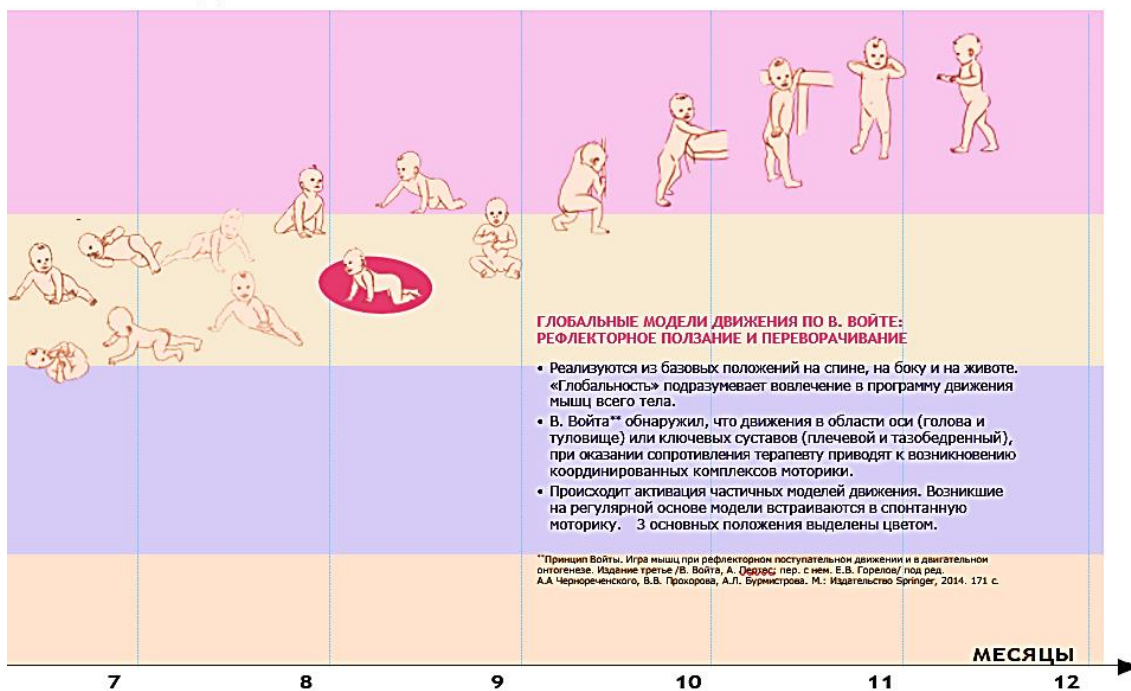 ГЛОБАЛЬНЫЕ МОДЕЛИ ДВИЖЕНИЯ ПО В. ВОЙТЕ:
РЕФЛЕКТОРНОЕ ПОЛЗАНИЕ И ПЕРЕВОРАЧИВАНИЕ
• Реализуются из базовых положений на спине, на боку и на животе.
«Глобальность» подразумевает вовлечение в программу движения
мышц всего тела.
• В. Войта** обнаружил, что движения в области оси (голова и
туловище) или ключевых суставов (плечевой и тазобедренный),
при оказании сопротивления терапевту приводят к возникновению
координированных комплексов моторики.
• Происходит активация частичных моделей движения. Возникшие
на регулярной основе модели встраиваются в спонтанную
моторику. 3 основных положения выделены цветом.
**Принцип Войты. Игра мышц при рефлекторном поступательном движении и в двигательном
онтогенезе. Издание третье /В. Войта, А. пер. с нем. Е.В. Горелов/ под ред.
А.А Чернореченского, В.В. Прохорова, А.Л. Бурмистрова. М.: Издательство Springer, 2014. 171 с.
МЕСЯЦЫ
7 8 9 10 11 12